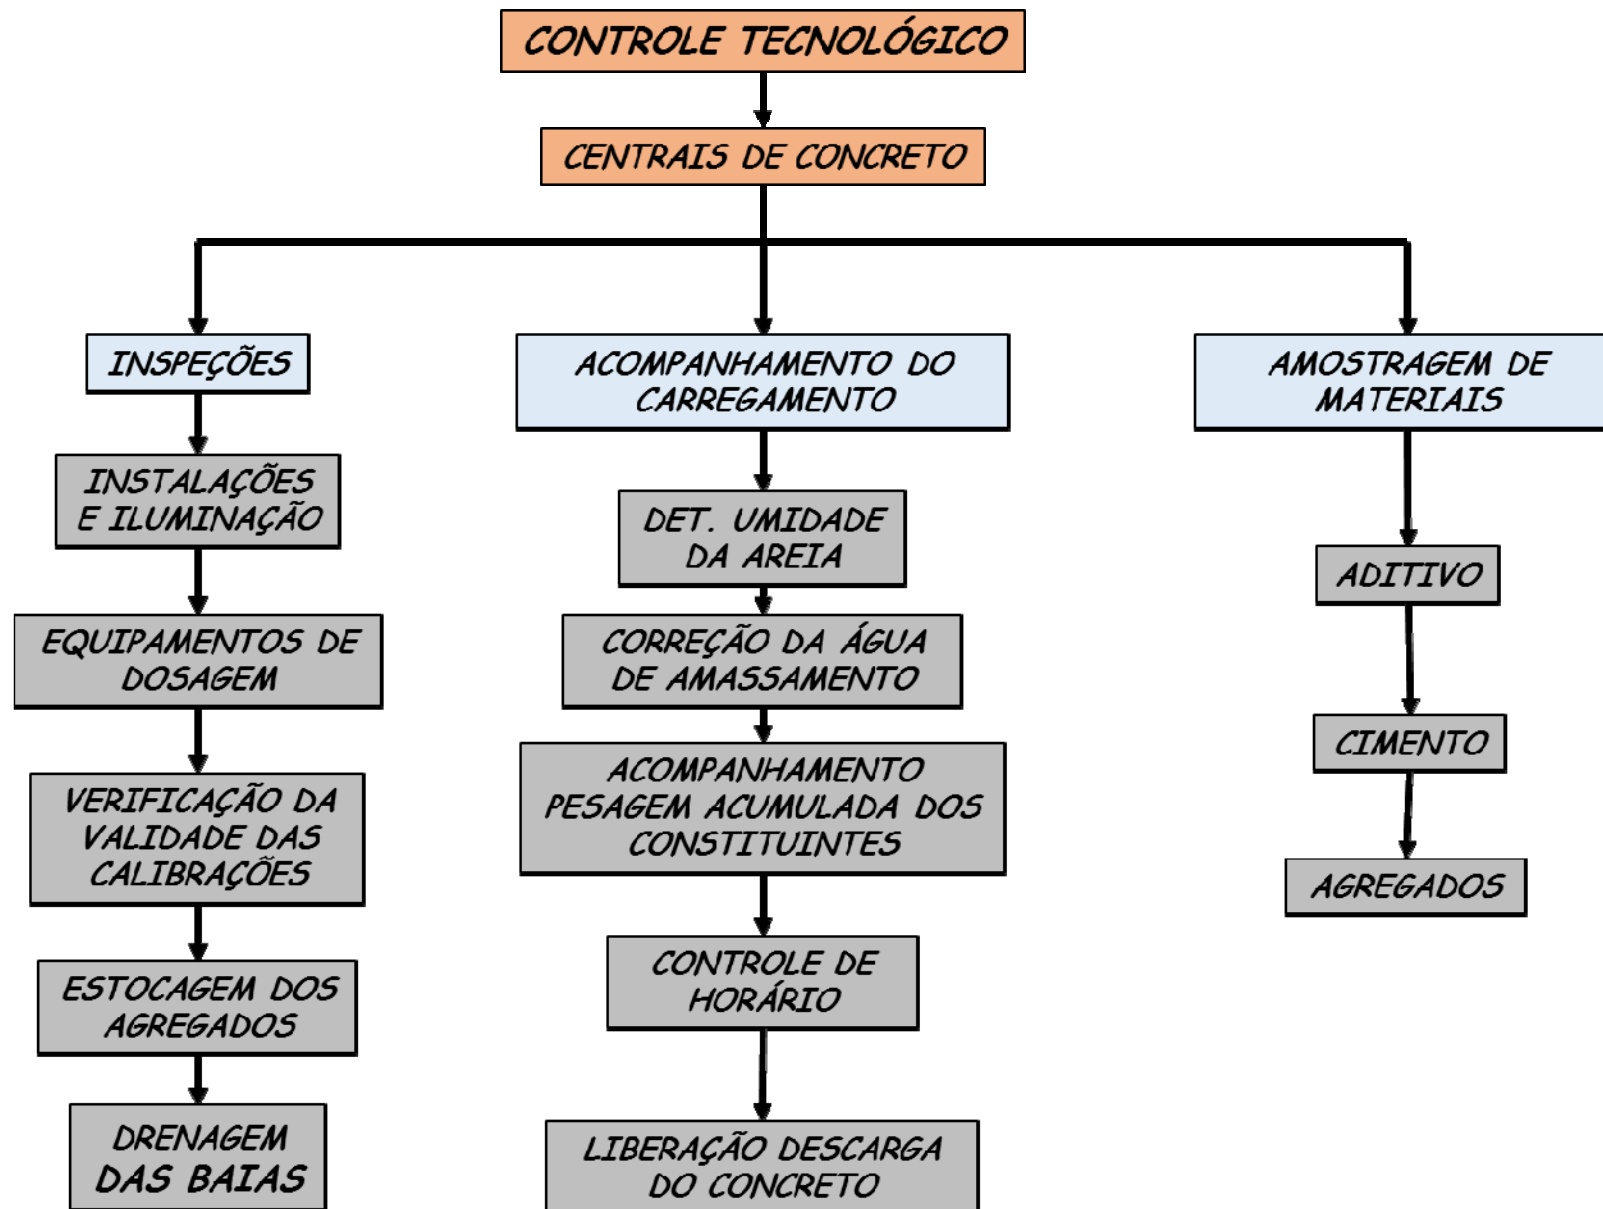 CONTROLE TECNOLÓGICO
CENTRAIS DE CONCRETO
INSPEÇÕES
INSTALAÇÕES
E ILUMINAÇÃO
EQUIPAMENTOS DE
DOSAGEM
VERIFICAÇÃO DA
VALIDADE DAS
CALIBRAÇÕES
ESTOCAGEM DOS
AGREGADOS
DRENAGEM
DAS BAIAS
ACOMPANHAMENTO DO
CARREGAMENTO
DET. UMIDADE
DA AREIA
CORREÇÃO DA ÁGUA
DE AMASSAMENTO
ACOMPANHAMENTO
PESAGEM ACUMULADA DOS
CONSTITUINTES
CONTROLE DE
HORÁRIO
LIBERAÇÃO DESCARGA
DO CONCRETO
AMOSTRAGEM DE
MATERIAIS
ADITIVO
CIMENTO
AGREGADOS